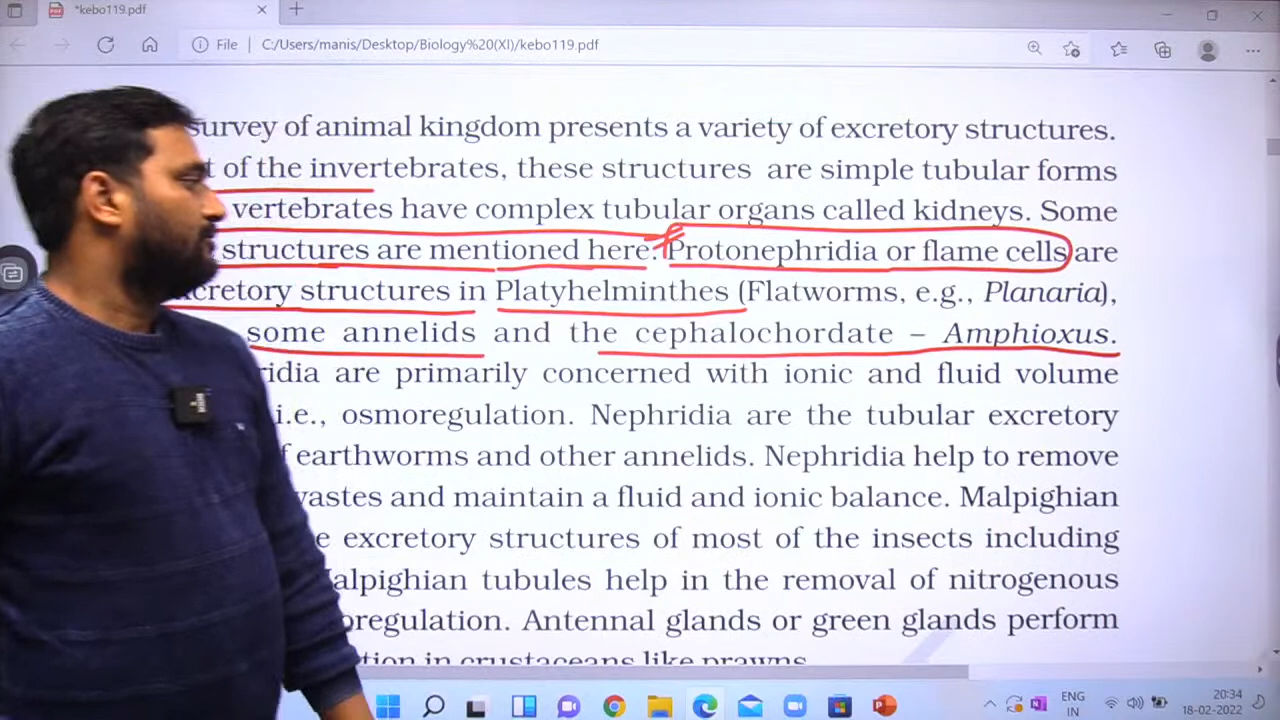 *kebo119.pdf
File C:/Users/manis/Desktop/Biology%20(XI)/kebo119.pdf
survey of animal kingdom presents a variety of excretory structures.
of the invertebrates, these structures are simple tubular forms
vertebrates have complex tubular organs called kidneys. Some
structures are mentioned here. Protonephridia or flame cells are
excretory structures in Platyhelminthes (Flatworms, e.g., Planaria),
some annelids and the cephalochordate – Amphioxus.
are primarily concerned with ionic and fluid volume
i.e., osmoregulation. Nephridia are the tubular excretory
earthworms and other annelids. Nephridia help to remove
wastes and maintain a fluid and ionic balance. Malpighian
excretory structures of most of the insects including
Malpighian tubules help in the removal of nitrogenous
osmoregulation. Antennal glands or green glands perform
in crustaceans like prawns.
ENG
IN
20:34
18-02-2022